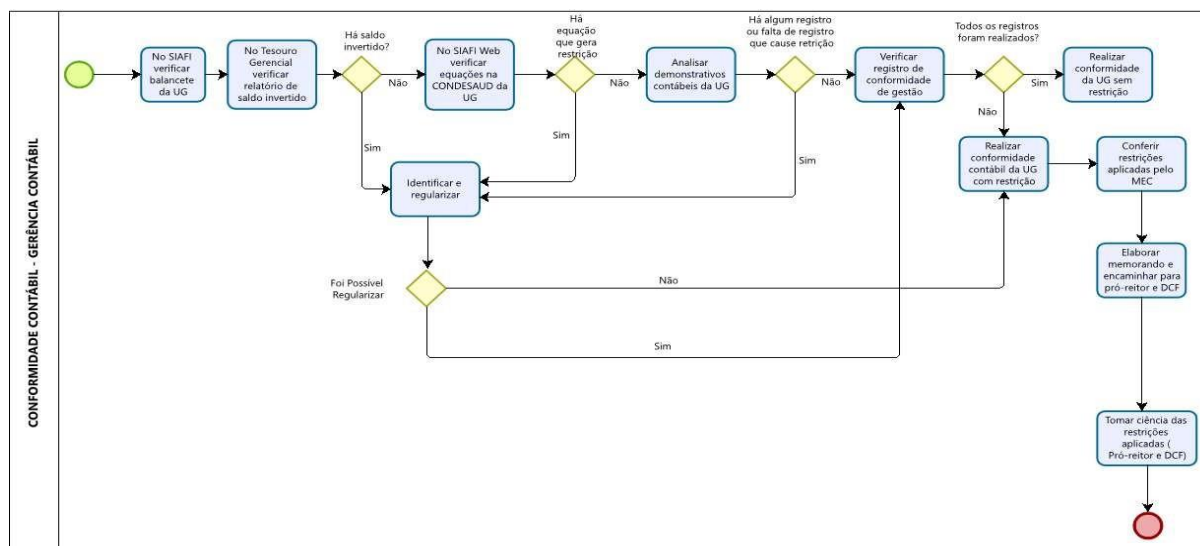 CONFORMIDADE CONTÁBIL - GERÊNCIA CONTÁBIL
No SIAFI
verificar
balancete
da UG
No Tesouro
Gerencial
verificar
relatório de
saldo invertido
Há saldo
invertido?
Não
Sim
No SIAFI Web
verificar
equações na
CONDESAUD da
UG
Há
equação
que gera
restrição
Não
Sim
Analisar
demonstrativos
contábeis da UG
Há algum registro
ou falta de registro
que cause retrição
Não
Sim
Verificar
registro de
conformidade
de gestão
Todos os registros
foram realizados?
Sim
Não
Realizar
conformidade
da UG sem
restrição
Identificar e
regularizar
Realizar
conformidade
contábil da UG
com restrição
Conferir
restrições
aplicadas pelo
MEC
Foi Possível
Regularizar
Não
Sim
Elaborar
memorando e
encaminhar para
pró-reitor e DCF
Tomar ciência das
restrições
aplicadas (
Pró-reitor e DCF)